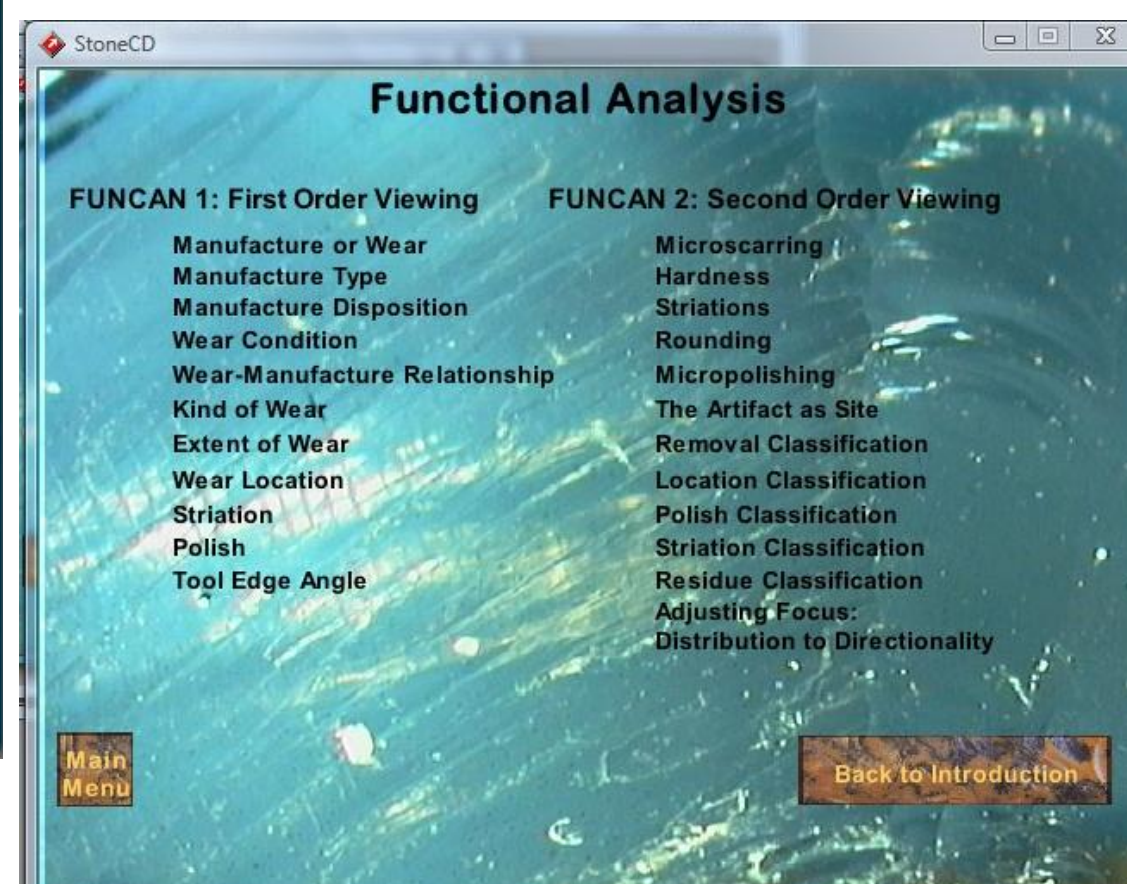 StoneCD
Functional Analysis
FUNCAN 1: First Order Viewing
Manufacture or Wear
Manufacture Type
Manufacture Disposition
Wear Condition
Wear-Manufacture Relationship
Kind of Wear
Extent of Wear
Wear Location
Striation
Polish
Tool Edge Angle
FUNCAN 2: Second Order Viewing
Microscarring
Hardness
Striations
Rounding
Micropolishing
The Artifact as Site
Removal Classification
Location Classification
Polish Classification
Striation Classification
Residue Classification
Adjusting Focus:
Distribution to Directionality
Main
Menu
Back to Introduction